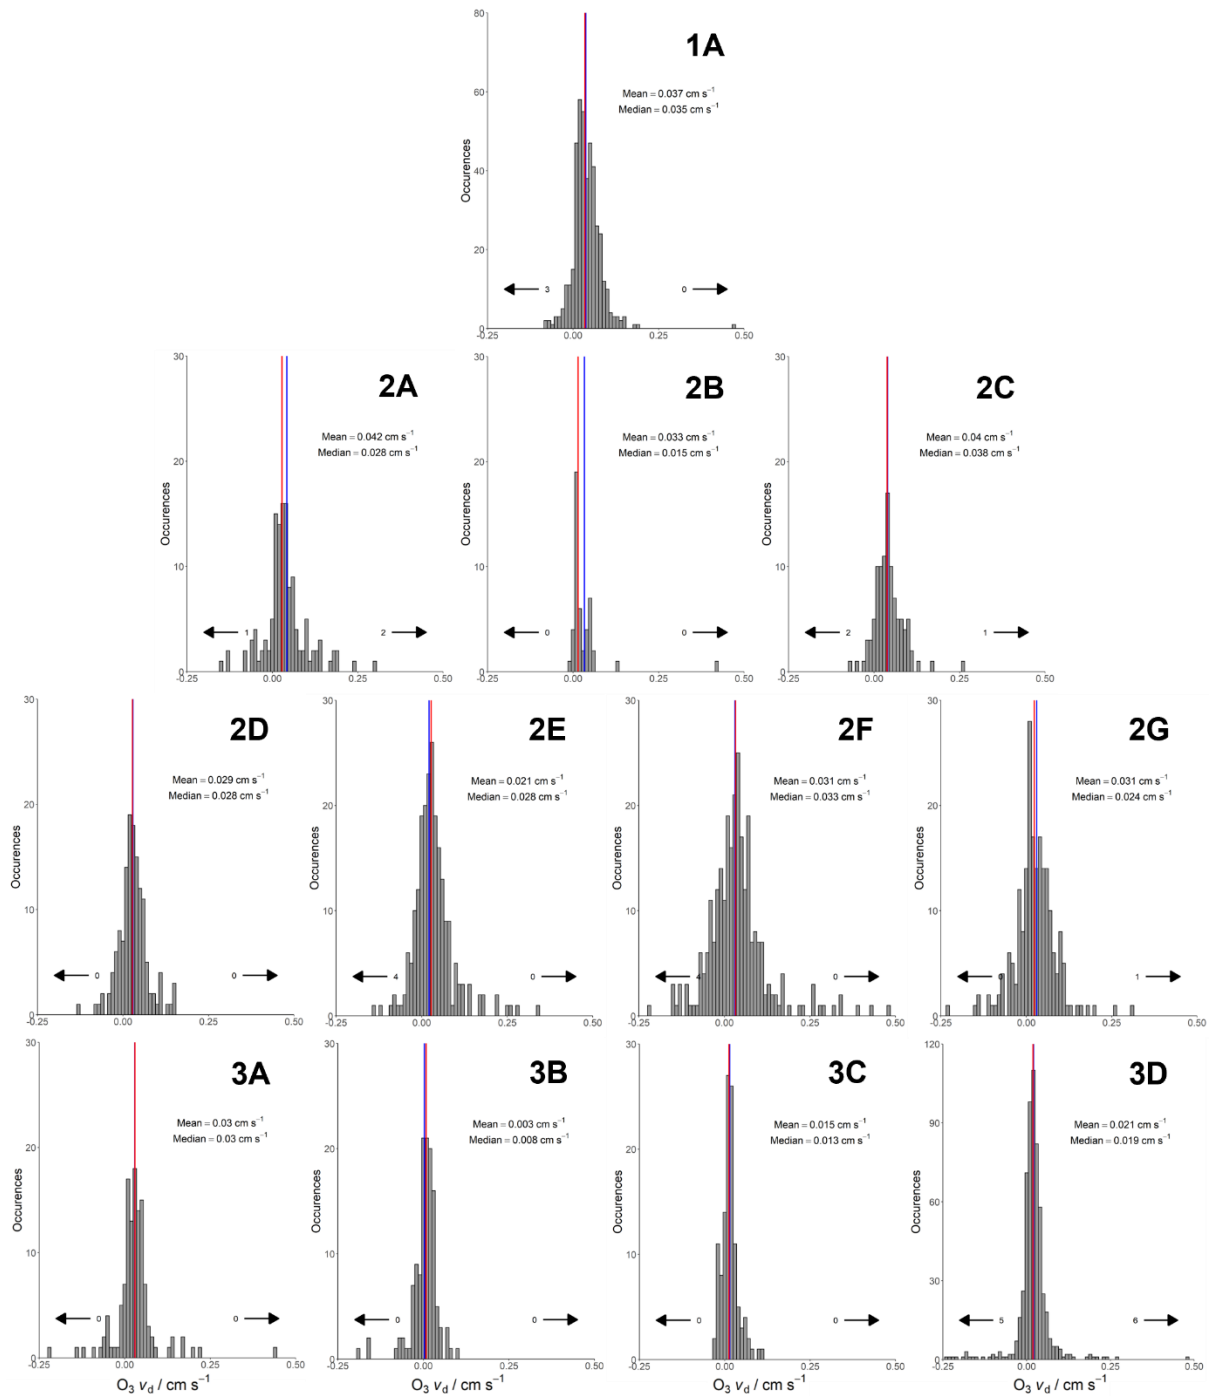 1A
Mean = 0.037 cm s⁻¹
Median = 0.035 cm s⁻¹
Occurences
80
60
40
20
0
3
0
-0.25
0.00
0.25
0.50
2A
Mean = 0.042 cm s⁻¹
Median = 0.028 cm s⁻¹
Occurences
30
20
10
0
1
2
-0.25
0.00
0.25
0.50
2B
Mean = 0.033 cm s⁻¹
Median = 0.015 cm s⁻¹
Occurences
30
20
10
0
0
0
-0.25
0.00
0.25
0.50
2C
Mean = 0.04 cm s⁻¹
Median = 0.038 cm s⁻¹
Occurences
30
20
10
0
2
1
-0.25
0.00
0.25
0.50
2D
Mean = 0.029 cm s⁻¹
Median = 0.028 cm s⁻¹
Occurences
30
20
10
0
0
0
-0.25
0.00
0.25
0.50
2E
Mean = 0.021 cm s⁻¹
Median = 0.028 cm s⁻¹
Occurences
30
20
10
0
4
0
-0.25
0.00
0.25
0.50
2F
Mean = 0.031 cm s⁻¹
Median = 0.033 cm s⁻¹
Occurences
30
20
10
0
4
0
-0.25
0.00
0.25
0.50
2G
Mean = 0.031 cm s⁻¹
Median = 0.024 cm s⁻¹
Occurences
30
20
10
0
0
1
-0.25
0.00
0.25
0.50
3A
Mean = 0.03 cm s⁻¹
Median = 0.03 cm s⁻¹
Occurences
30
20
10
0
0
0
-0.25
0.00
0.25
0.50
O₃ v_d / cm s⁻¹
3B
Mean = 0.003 cm s⁻¹
Median = 0.008 cm s⁻¹
Occurences
30
20
10
0
0
0
-0.25
0.00
0.25
0.50
O₃ v_d / cm s⁻¹
3C
Mean = 0.015 cm s⁻¹
Median = 0.013 cm s⁻¹
Occurences
30
20
10
0
0
0
-0.25
0.00
0.25
0.50
O₃ v_d / cm s⁻¹
3D
Mean = 0.021 cm s⁻¹
Median = 0.019 cm s⁻¹
Occurences
120
90
60
30
0
5
6
-0.25
0.00
0.25
0.50
O₃ v_d / cm s⁻¹